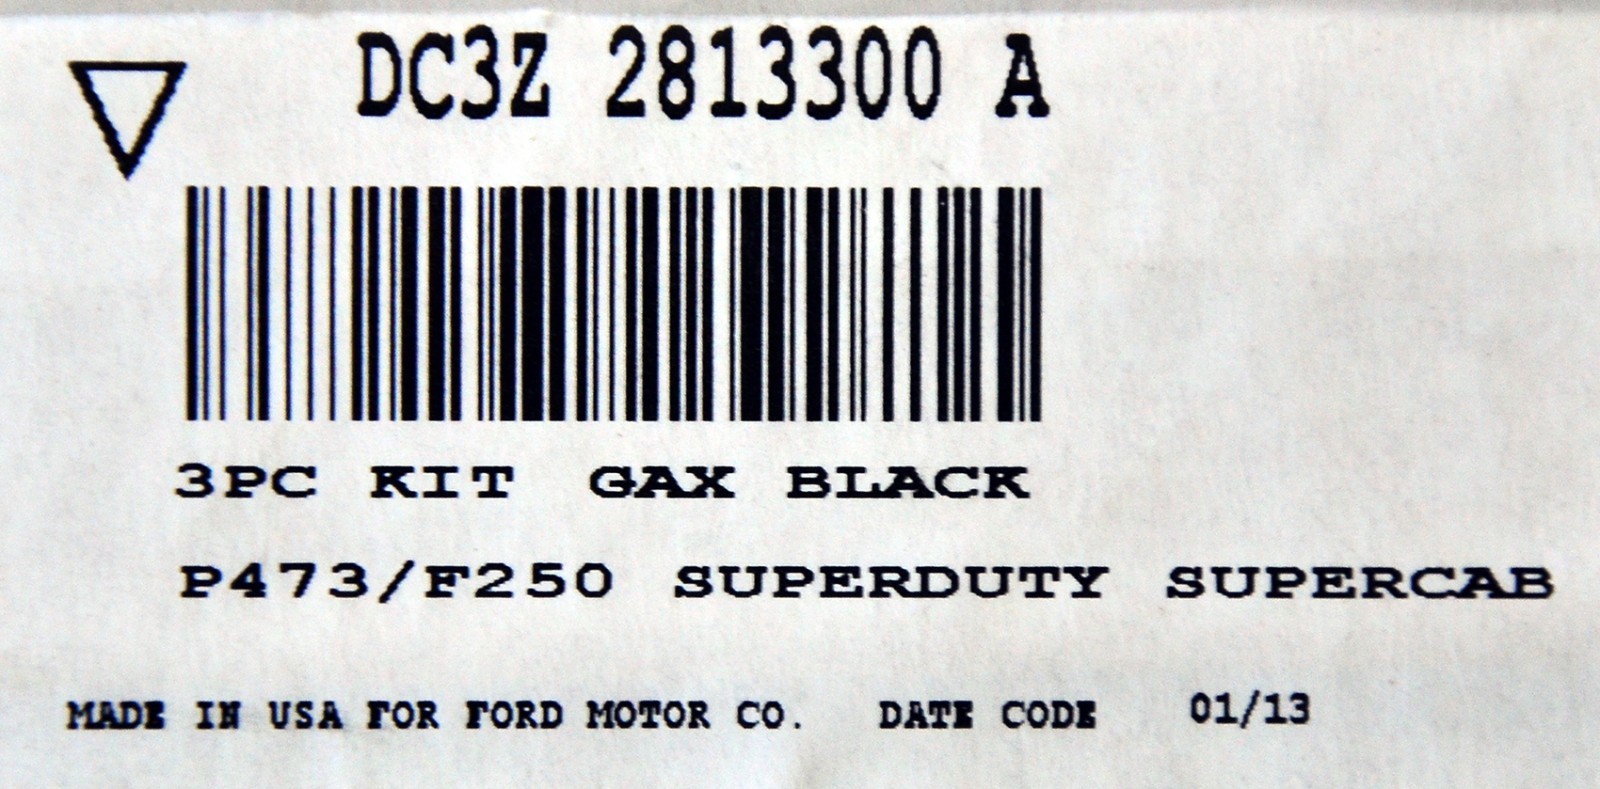 DC3Z 2813300 A
3PC KIT GAX BLACK
P473/F250 SUPERDUTY SUPERCAB
MADE IN USA FOR FORD MOTOR CO. DATE CODE 01/13